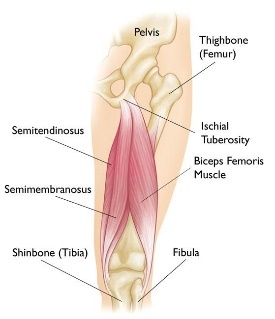 Pelvis
Thighbone
(Femur)
Semitendinosus
Ischial
Tuberosity
Biceps Femoris
Muscle
Semimembranosus
Shinbone (Tibia)
Fibula